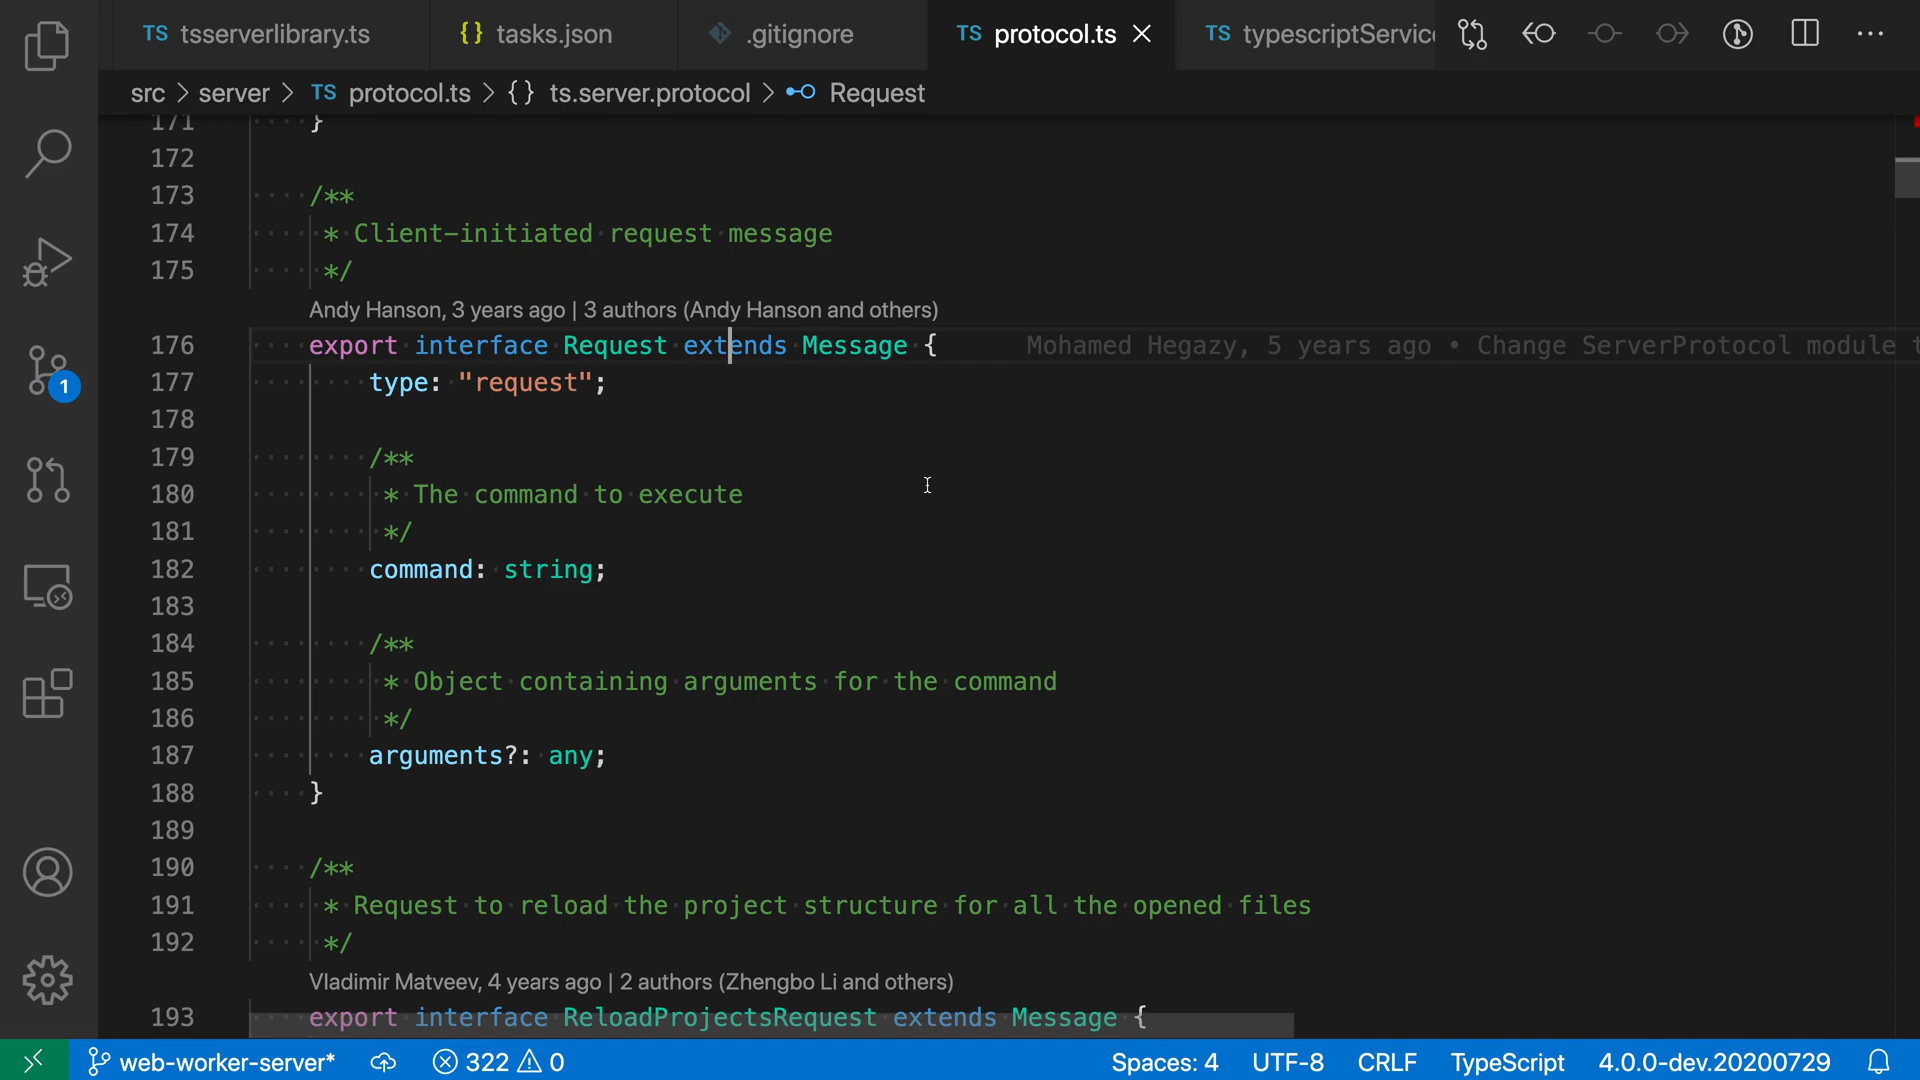 TS tsserverlibrary.ts {} tasks.json .gitignore TS protocol.ts TS typescriptServic
src > server > TS protocol.ts > {} ts.server.protocol > Request
171 }
172
173 /**
174 * Client-initiated request message
175 */
Andy Hanson, 3 years ago | 3 authors (Andy Hanson and others)
176 export interface Request extends Message { Mohamed Hegazy, 5 years ago • Change ServerProtocol module t
177 type: "request";
178
179 /**
180 * The command to execute
181 */
182 command: string;
183
184 /**
185 * Object containing arguments for the command
186 */
187 arguments?: any;
188 }
189
190 /**
191 * Request to reload the project structure for all the opened files
192 */
Vladimir Matveev, 4 years ago | 2 authors (Zhengbo Li and others)
193 export interface ReloadProjectsRequest extends Message {
1
web-worker-server* 322 0 Spaces: 4 UTF-8 CRLF TypeScript 4.0.0-dev.20200729